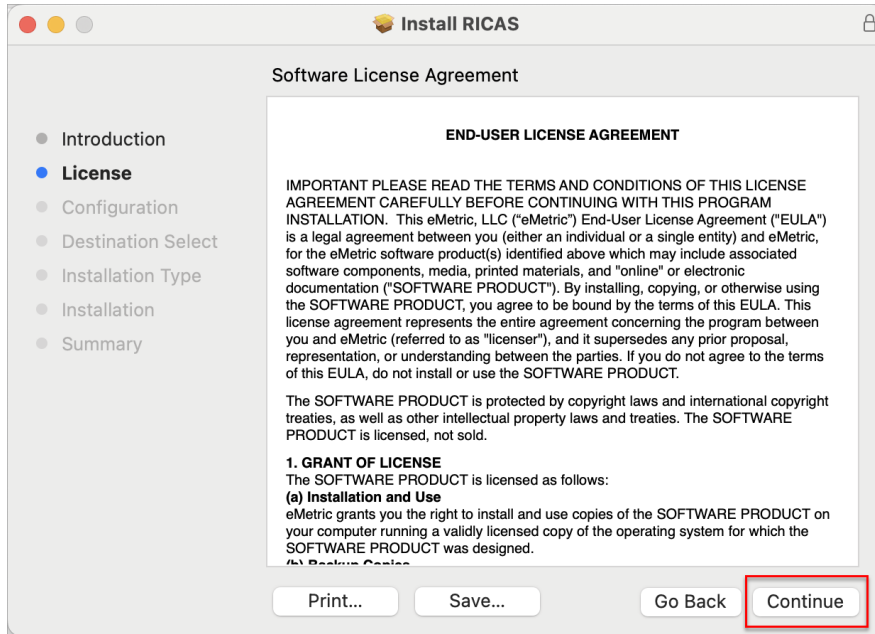 Install RICAS
Software License Agreement
Introduction
License
Configuration
Destination Select
Installation Type
Installation
Summary
END-USER LICENSE AGREEMENT
IMPORTANT PLEASE READ THE TERMS AND CONDITIONS OF THIS LICENSE
AGREEMENT CAREFULLY BEFORE CONTINUING WITH THIS PROGRAM
INSTALLATION.  This eMetric, LLC (“eMetric”) End-User License Agreement ("EULA")
is a legal agreement between you (either an individual or a single entity) and eMetric,
for the eMetric software product(s) identified above which may include associated
software components, media, printed materials, and "online" or electronic
documentation ("SOFTWARE PRODUCT"). By installing, copying, or otherwise using
the SOFTWARE PRODUCT, you agree to be bound by the terms of this EULA. This
license agreement represents the entire agreement concerning the program between
you and eMetric (referred to as "licenser"), and it supersedes any prior proposal,
representation, or understanding between the parties. If you do not agree to the terms
of this EULA, do not install or use the SOFTWARE PRODUCT.
The SOFTWARE PRODUCT is protected by copyright laws and international copyright
treaties, as well as other intellectual property laws and treaties. The SOFTWARE
PRODUCT is licensed, not sold.
1. GRANT OF LICENSE
The SOFTWARE PRODUCT is licensed as follows:
(a) Installation and Use
eMetric grants you the right to install and use copies of the SOFTWARE PRODUCT on
your computer running a validly licensed copy of the operating system for which the
SOFTWARE PRODUCT was designed.
(b) Backup Copies
Print...
Save...
Go Back
Continue